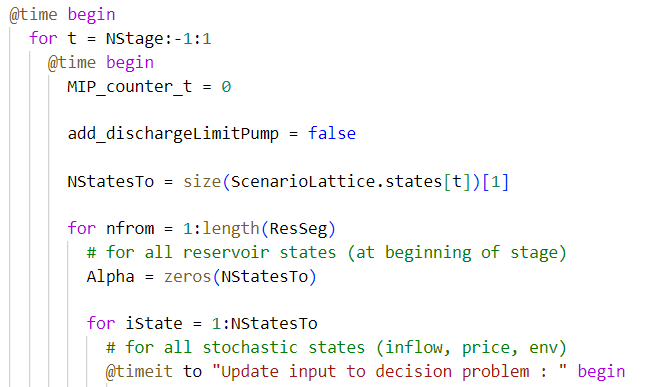 @time begin
for t = NStage:-1:1
@time begin
MIP_counter_t = 0
add_dischargeLimitPump = false
NStatesTo = size(ScenarioLattice.states[t])[1]
for nfrom = 1:length(ResSeg)
# for all reservoir states (at beginning of stage)
Alpha = zeros(NStatesTo)
for iState = 1:NStatesTo
# for all stochastic states (inflow, price, env)
@timeit to "Update input to decision problem : " begin